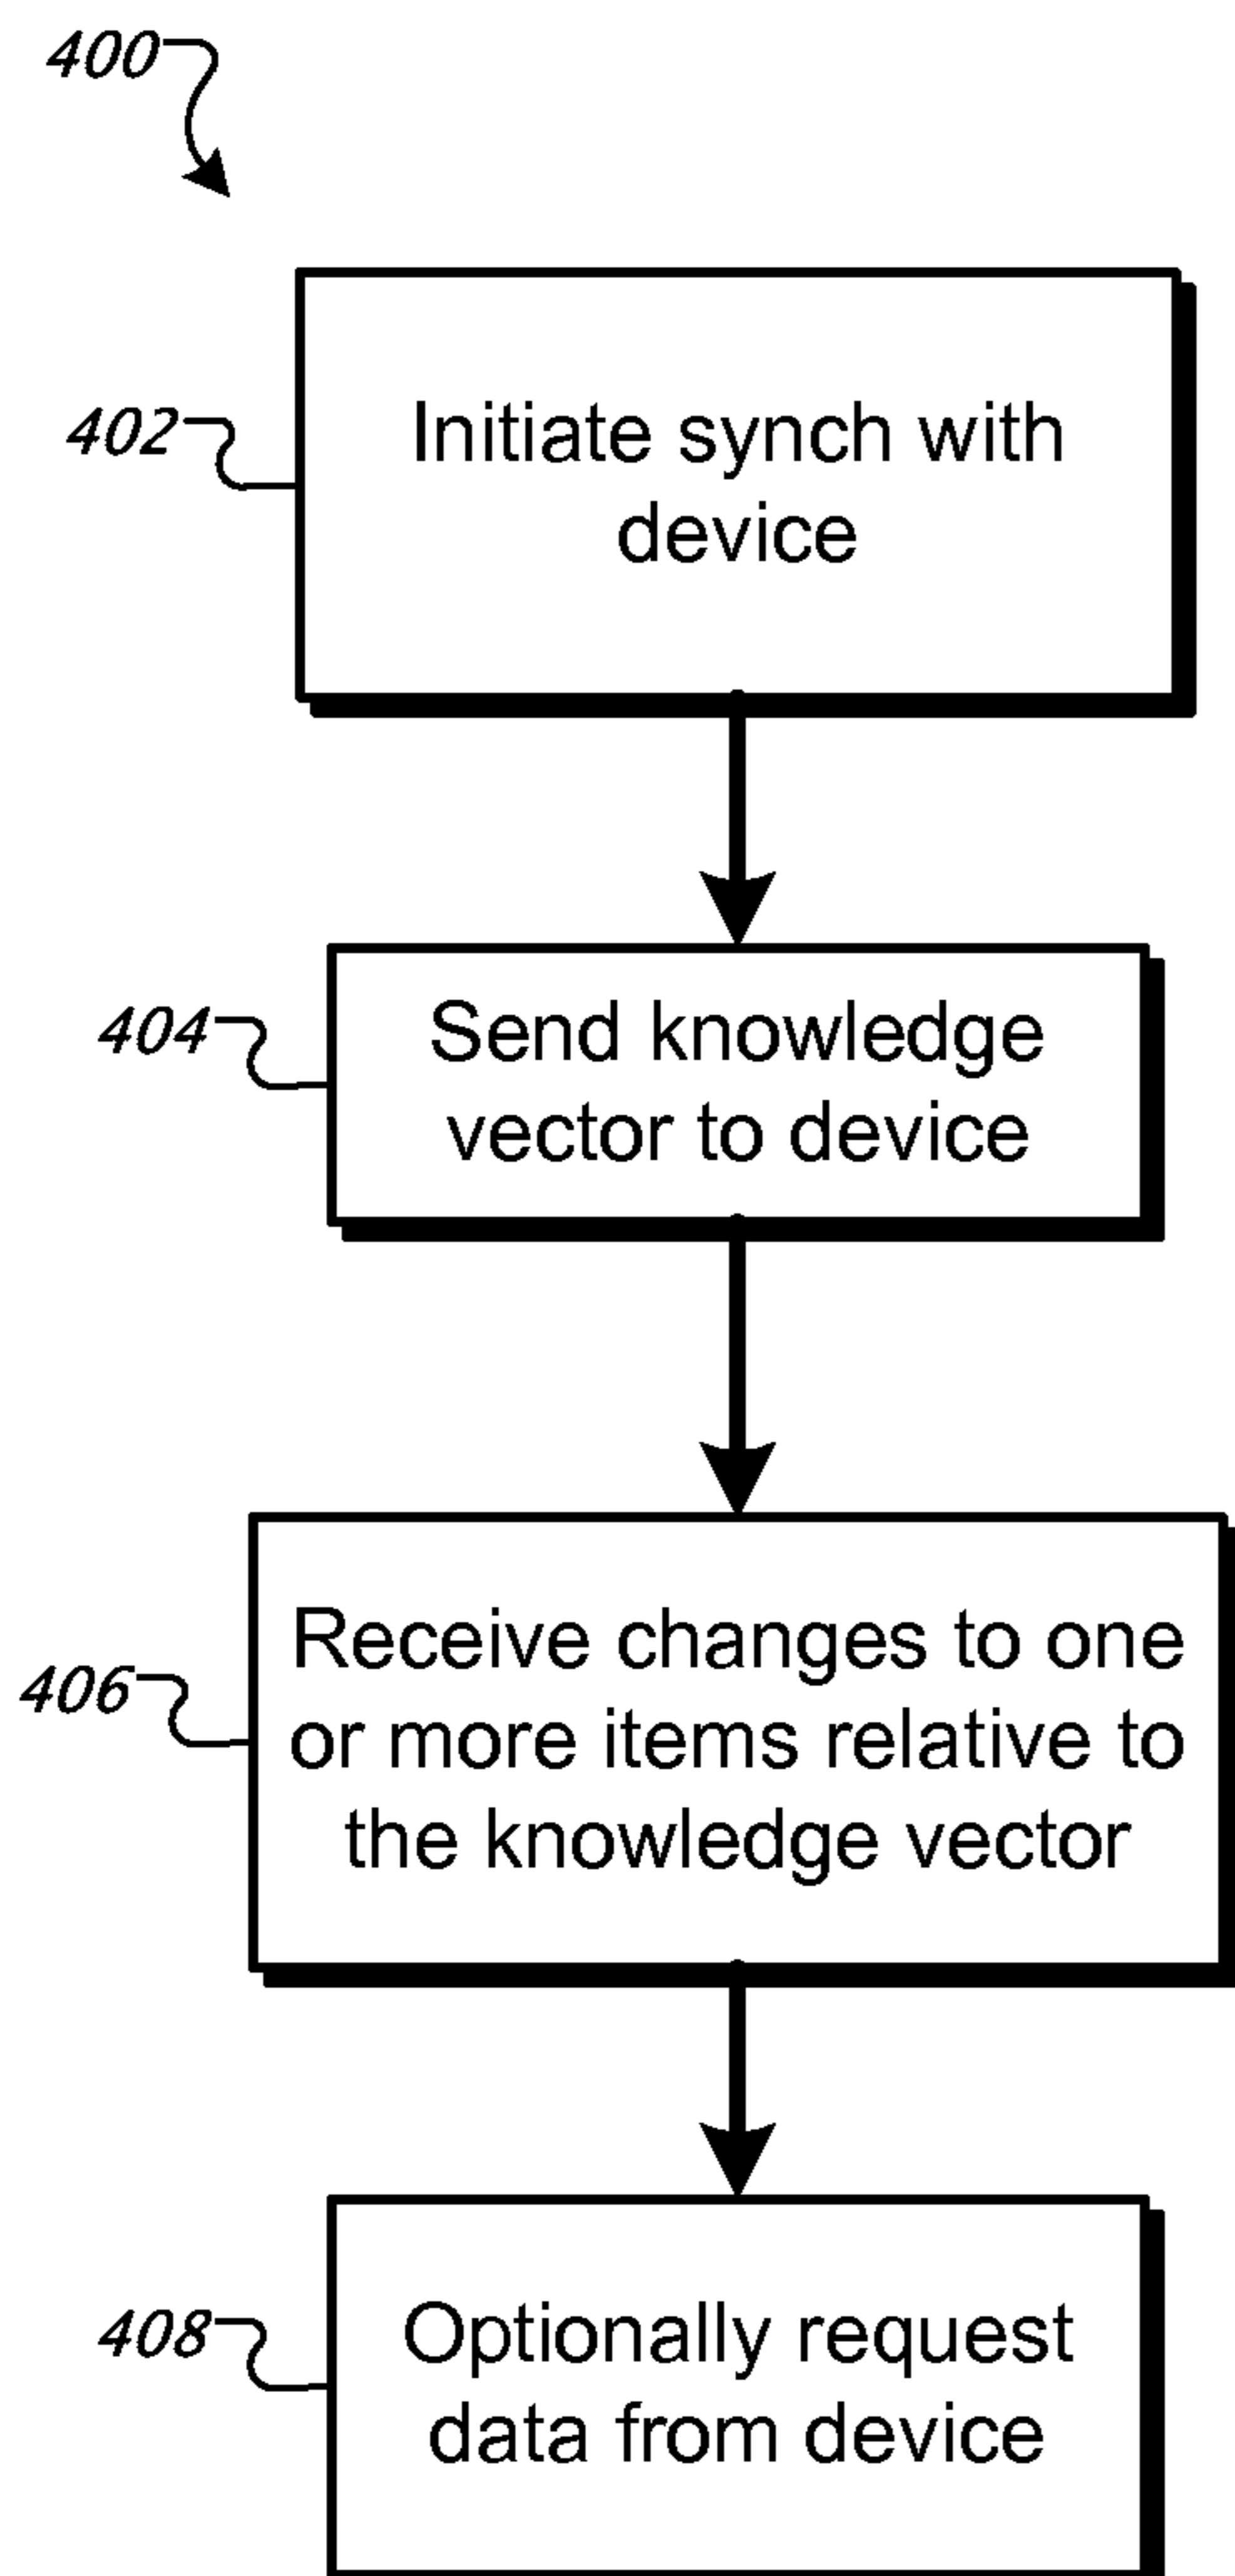 400
402
Initiate synch with
device
404
Send knowledge
vector to device
406
Receive changes to one
or more items relative to
the knowledge vector
408
Optionally request
data from device